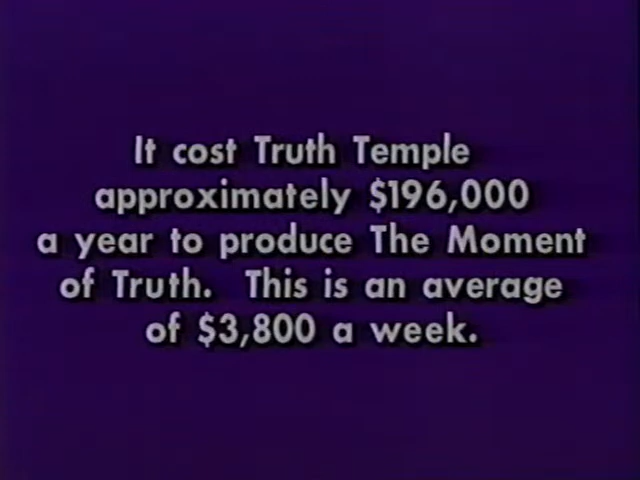 It cost Truth Temple
approximately $196,000
a year to produce The Moment
of Truth. This is an average
of $3,800 a week.